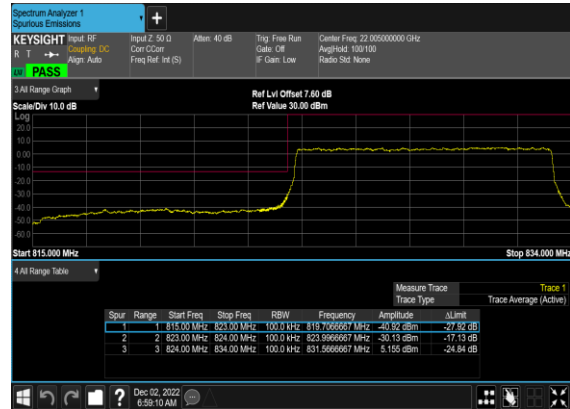 Spectrum Analyzer 1
Spurious Emissions
+
KEYSIGHT Input: RF Input Z: 50 Ω Atten: 40 dB Trig: Free Run Center Freq: 22.005000000 GHz
R T Coupling: DC Corr CCorr Gate: Off Avg|Hold: 100/100
Align: Auto Freq Ref: Int (S) IF Gain: Low Radio Std: None
PASS
3 All Range Graph
Ref Lvl Offset 7.60 dB
Scale/Div 10.0 dB Ref Value 30.00 dBm
Log
20.0
10.0
0.00
-10.0
-20.0
-30.0
-40.0
-50.0
-60.0
Start 815.000 MHz Stop 834.000 MHz
4 All Range Table
Measure Trace Trace 1
Trace Type Trace Average (Active)
Spur Range Start Freq Stop Freq RBW Frequency Amplitude ΔLimit
1 1 815.00 MHz 823.00 MHz 100.0 kHz 819.7066667 MHz -40.92 dBm -27.92 dB
2 2 823.00 MHz 824.00 MHz 100.0 kHz 823.9966667 MHz -30.13 dBm -17.13 dB
3 3 824.00 MHz 834.00 MHz 100.0 kHz 831.5666667 MHz 5.155 dBm -24.84 dB
? Dec 02, 2022
6:59:10 AM